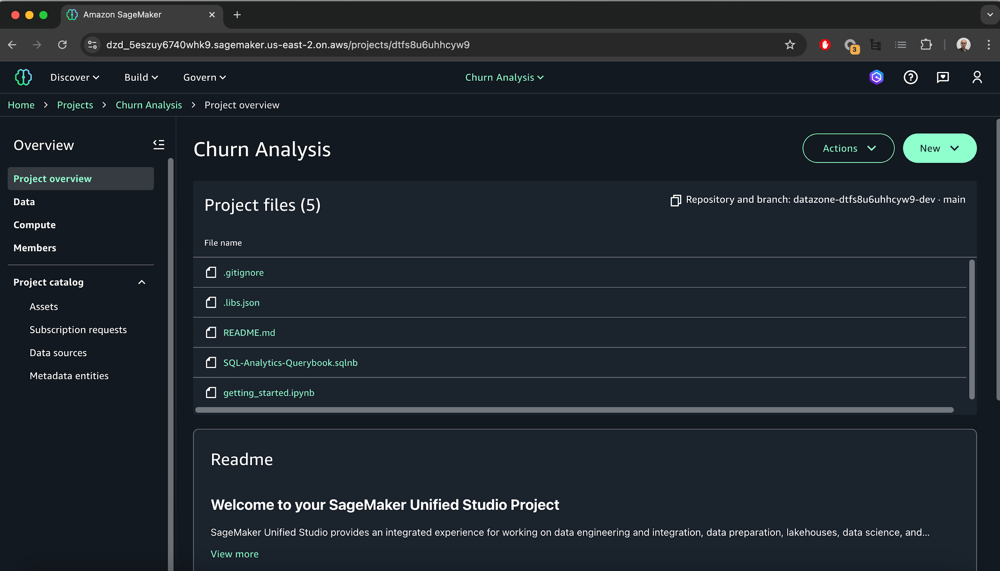 Amazon SageMaker
dzd_5eszuy6740whk9.sagemaker.us-east-2.on.aws/projects/dtfs8u6uhhcyw9
3
Discover
Build
Govern
Churn Analysis
Home
Projects
Churn Analysis
Project overview
Overview
Project overview
Data
Compute
Members
Project catalog
Assets
Subscription requests
Data sources
Metadata entities
Churn Analysis
Actions
New
Project files (5)
Repository and branch: datazone-dtfs8u6uhhcyw9-dev · main
File name
.gitignore
.libs.json
README.md
SQL-Analytics-Querybook.sqlnb
getting_started.ipynb
Readme
Welcome to your SageMaker Unified Studio Project
SageMaker Unified Studio provides an integrated experience for working on data engineering and integration, data preparation, lakehouses, data science, and...
View more